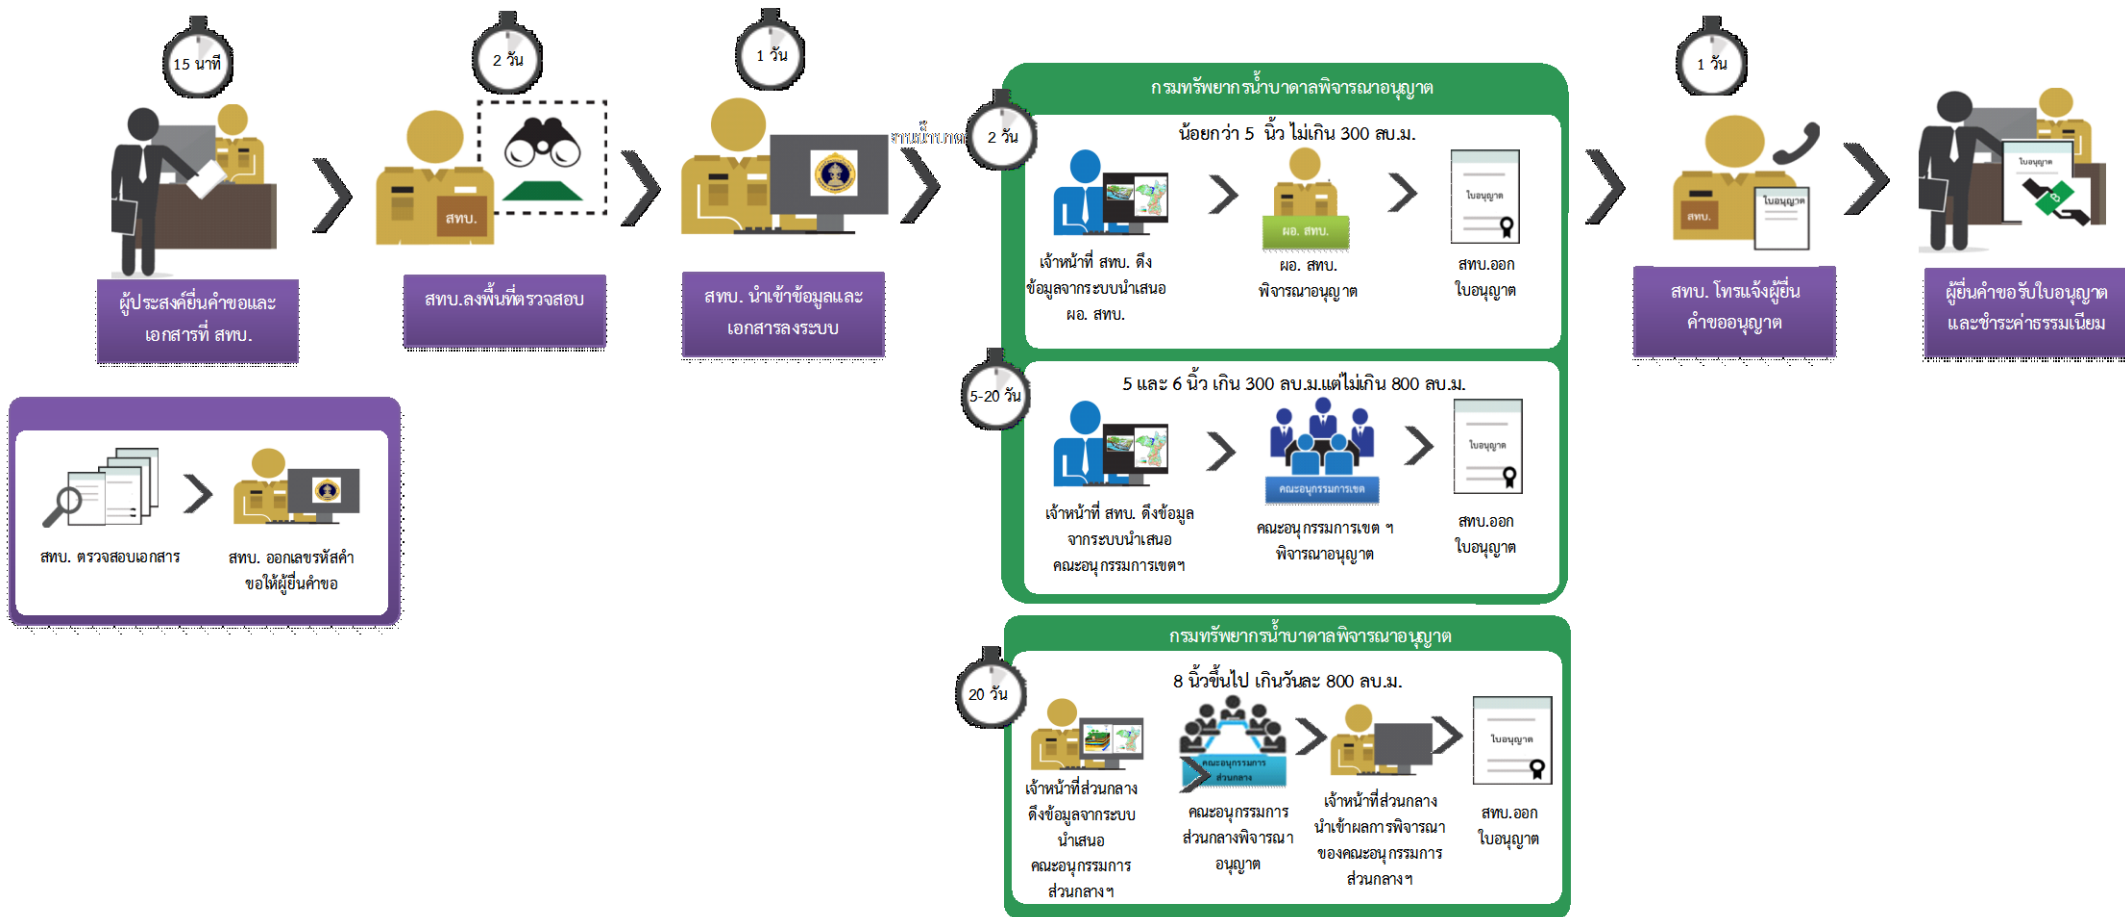 15 นาที
สทบ.
ผู้ประสงค์ยื่นคำขอและ
เอกสารที่ สทบ.
2 วัน
สทบ.
สทบ.ลงพื้นที่ตรวจสอบ
1 วัน
สทบ. นำเข้าข้อมูลและ
เอกสารลงระบบ
สทบ. ตรวจสอบเอกสาร
สทบ. ออกเลขรหัสคำ
ขอให้ผู้ยื่นคำขอ
กรมทรัพยากรน้ำบาดาลพิจารณาอนุญาต
2 วัน
น้อยกว่า 5 นิ้ว ไม่เกิน 300 ลบ.ม.
เจ้าหน้าที่ สทบ. ดึง
ข้อมูลจากระบบนำเสนอ
ผอ. สทบ.
ผอ. สทบ.
ผอ. สทบ.
พิจารณาอนุญาต
ใบอนุญาต
สทบ.ออก
ใบอนุญาต
5-20 วัน
5 และ 6 นิ้ว เกิน 300 ลบ.ม.แต่ไม่เกิน 800 ลบ.ม.
เจ้าหน้าที่ สทบ. ดึงข้อมูล
จากระบบนำเสนอ
คณะอนุกรรมการเขตฯ
คณะอนุกรรมการเขต
คณะอนุกรรมการเขต ฯ
พิจารณาอนุญาต
ใบอนุญาต
สทบ.ออก
ใบอนุญาต
กรมทรัพยากรน้ำบาดาลพิจารณาอนุญาต
20 วัน
8 นิ้วขึ้นไป เกินวันละ 800 ลบ.ม.
เจ้าหน้าที่ส่วนกลาง
ดึงข้อมูลจากระบบ
นำเสนอ
คณะอนุกรรมการ
ส่วนกลางฯ
คณะอนุกรรมการ
ส่วนกลาง
คณะอนุกรรมการ
ส่วนกลางพิจารณา
อนุญาต
เจ้าหน้าที่ส่วนกลาง
นำเข้าผลการพิจารณา
ของคณะอนุกรรมการ
ส่วนกลางฯ
ใบอนุญาต
สทบ.ออก
ใบอนุญาต
1 วัน
สทบ.
ใบอนุญาต
สทบ. โทรแจ้งผู้ยื่น
คำขออนุญาต
ใบอนุญาต
ผู้ยื่นคำขอรับใบอนุญาต
และชำระค่าธรรมเนียม